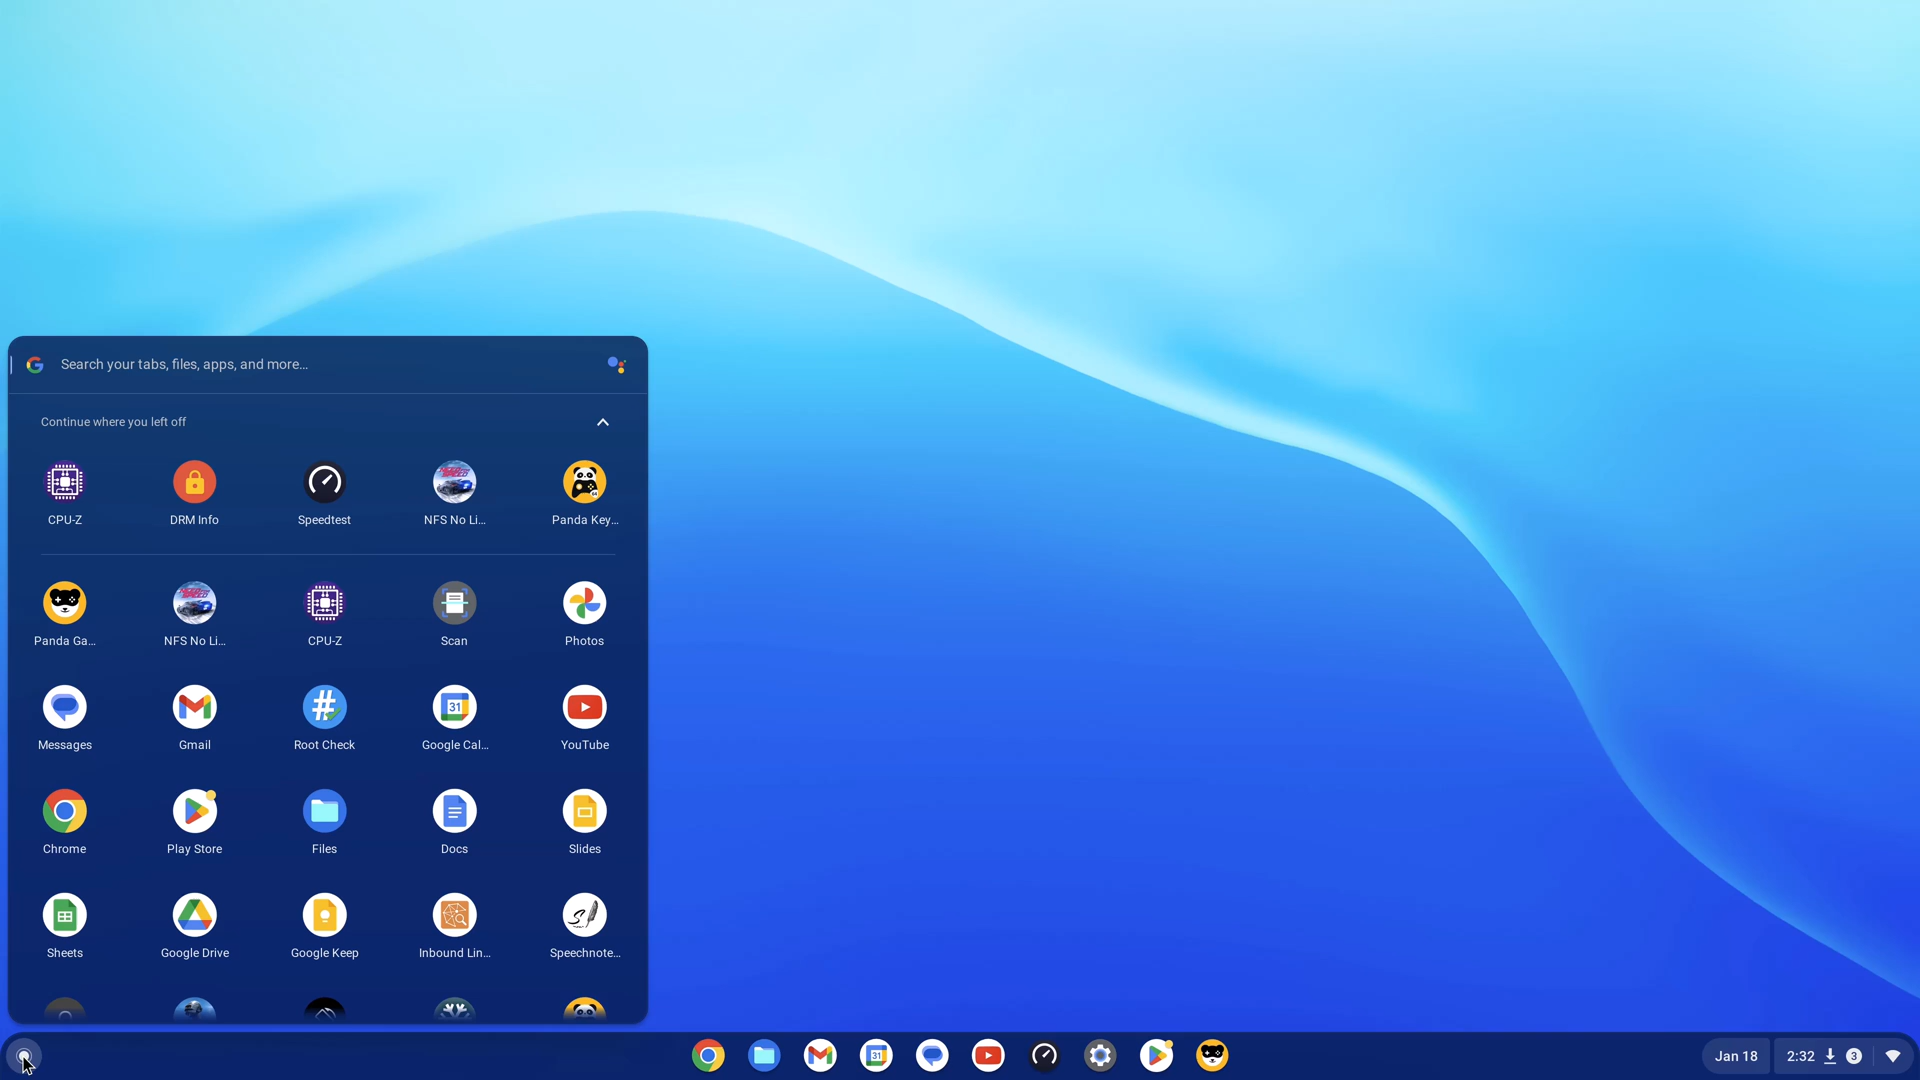 Search your tabs, files, apps, and more...
Continue where you left off
CPU-Z
DRM Info
Speedtest
NFS No Li...
Panda Key...
Panda Ga...
NFS No Li...
CPU-Z
Scan
Photos
Messages
Gmail
Root Check
Google Cal...
YouTube
Chrome
Play Store
Files
Docs
Slides
Sheets
Google Drive
Google Keep
Inbound Lin...
Speechnote...
Jan 18
2:32
3